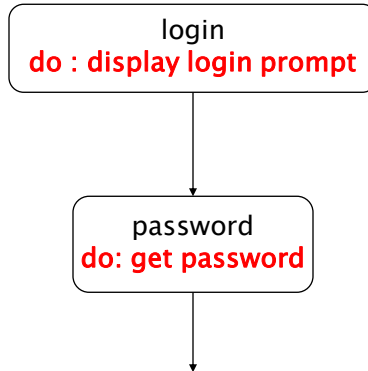 login
do : display login prompt
password
do: get password